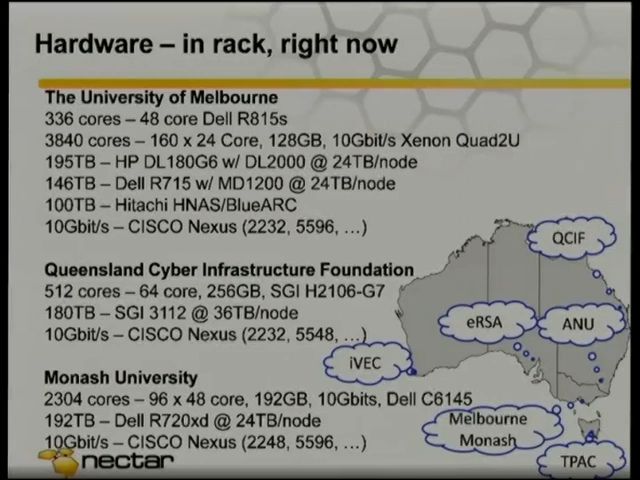 Hardware – in rack, right now
The University of Melbourne
336 cores – 48 core Dell R815s
3840 cores – 160 x 24 Core, 128GB, 10Gbit/s Xenon Quad2U
195TB – HP DL180G6 w/ DL2000 @ 24TB/node
146TB – Dell R715 w/ MD1200 @ 24TB/node
100TB – Hitachi HNAS/BlueARC
10Gbit/s – CISCO Nexus (2232, 5596, …)
Queensland Cyber Infrastructure Foundation
512 cores – 64 core, 256GB, SGI H2106-G7
180TB – SGI 3112 @ 36TB/node
10Gbit/s – CISCO Nexus (2232, 5548, …)
Monash University
2304 cores – 96 x 48 core, 192GB, 10Gbits, Dell C6145
192TB – Dell R720xd @ 24TB/node
10Gbit/s – CISCO Nexus (2248, 5596, …)
nectar
QCIF
eRSA
ANU
iVEC
Melbourne
Monash
TPAC